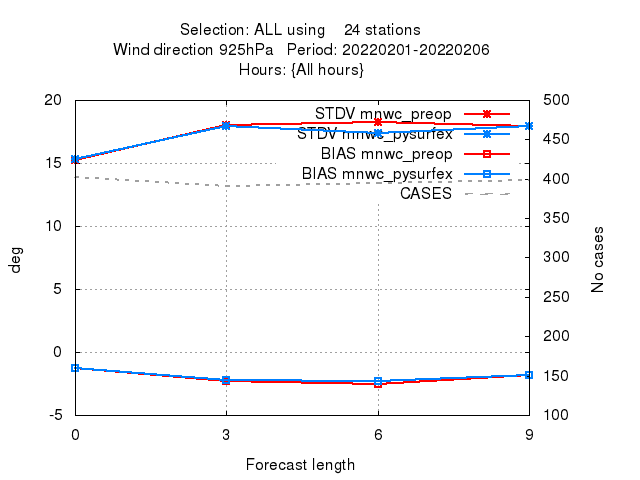 Selection: ALL using    24 stations
Wind direction 925hPa   Period: 20220201-20220206
Hours: {All hours}
20 500
STDV mnwc_preop
STDV mnwc_pysurfex
450
BIAS mnwc_preop
15
BIAS mnwc_pysurfex
400
CASES
350
10
300
deg
No cases
5
250
200
0
150
-5 100
0 3 6 9
Forecast length